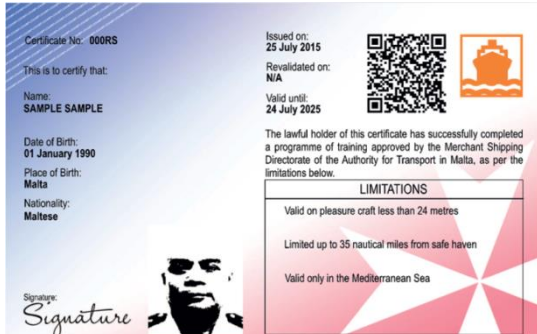 Certificate No: 000RS
This is to certify that:
Name:
SAMPLE SAMPLE
Date of Birth:
01 January 1990
Place of Birth:
Malta
Nationality:
Maltese
Signature:
Signature
Issued on:
25 July 2015
Revalidated on:
N/A
Valid until:
24 July 2025
The lawful holder of this certificate has successfully completed
a programme of training approved by the Merchant Shipping
Directorate of the Authority for Transport in Malta, as per the
limitations below.
LIMITATIONS
Valid on pleasure craft less than 24 metres
Limited up to 35 nautical miles from safe haven
Valid only in the Mediterranean Sea